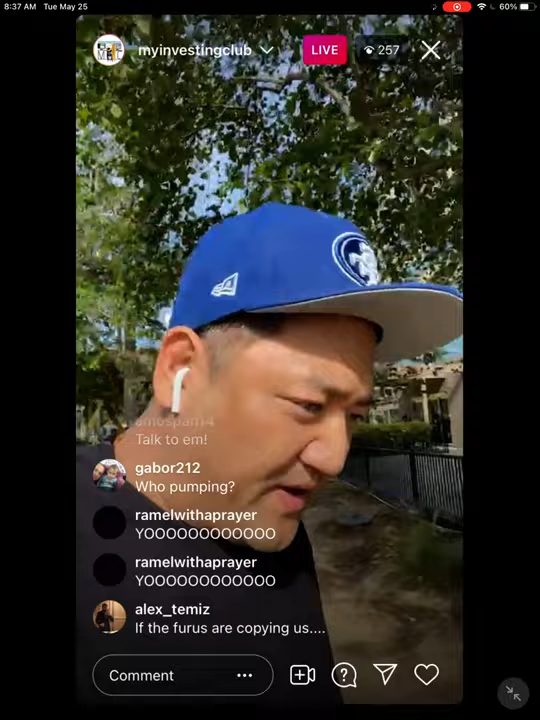 8:37 AM Tue May 25
60%
myinvestingclub
LIVE
257
amospam14
Talk to em!
gabor212
Who pumping?
ramelwithaprayer
YOOOOOOOOOOOO
ramelwithaprayer
YOOOOOOOOOOOO
alex_temiz
If the furus are copying us....
Comment